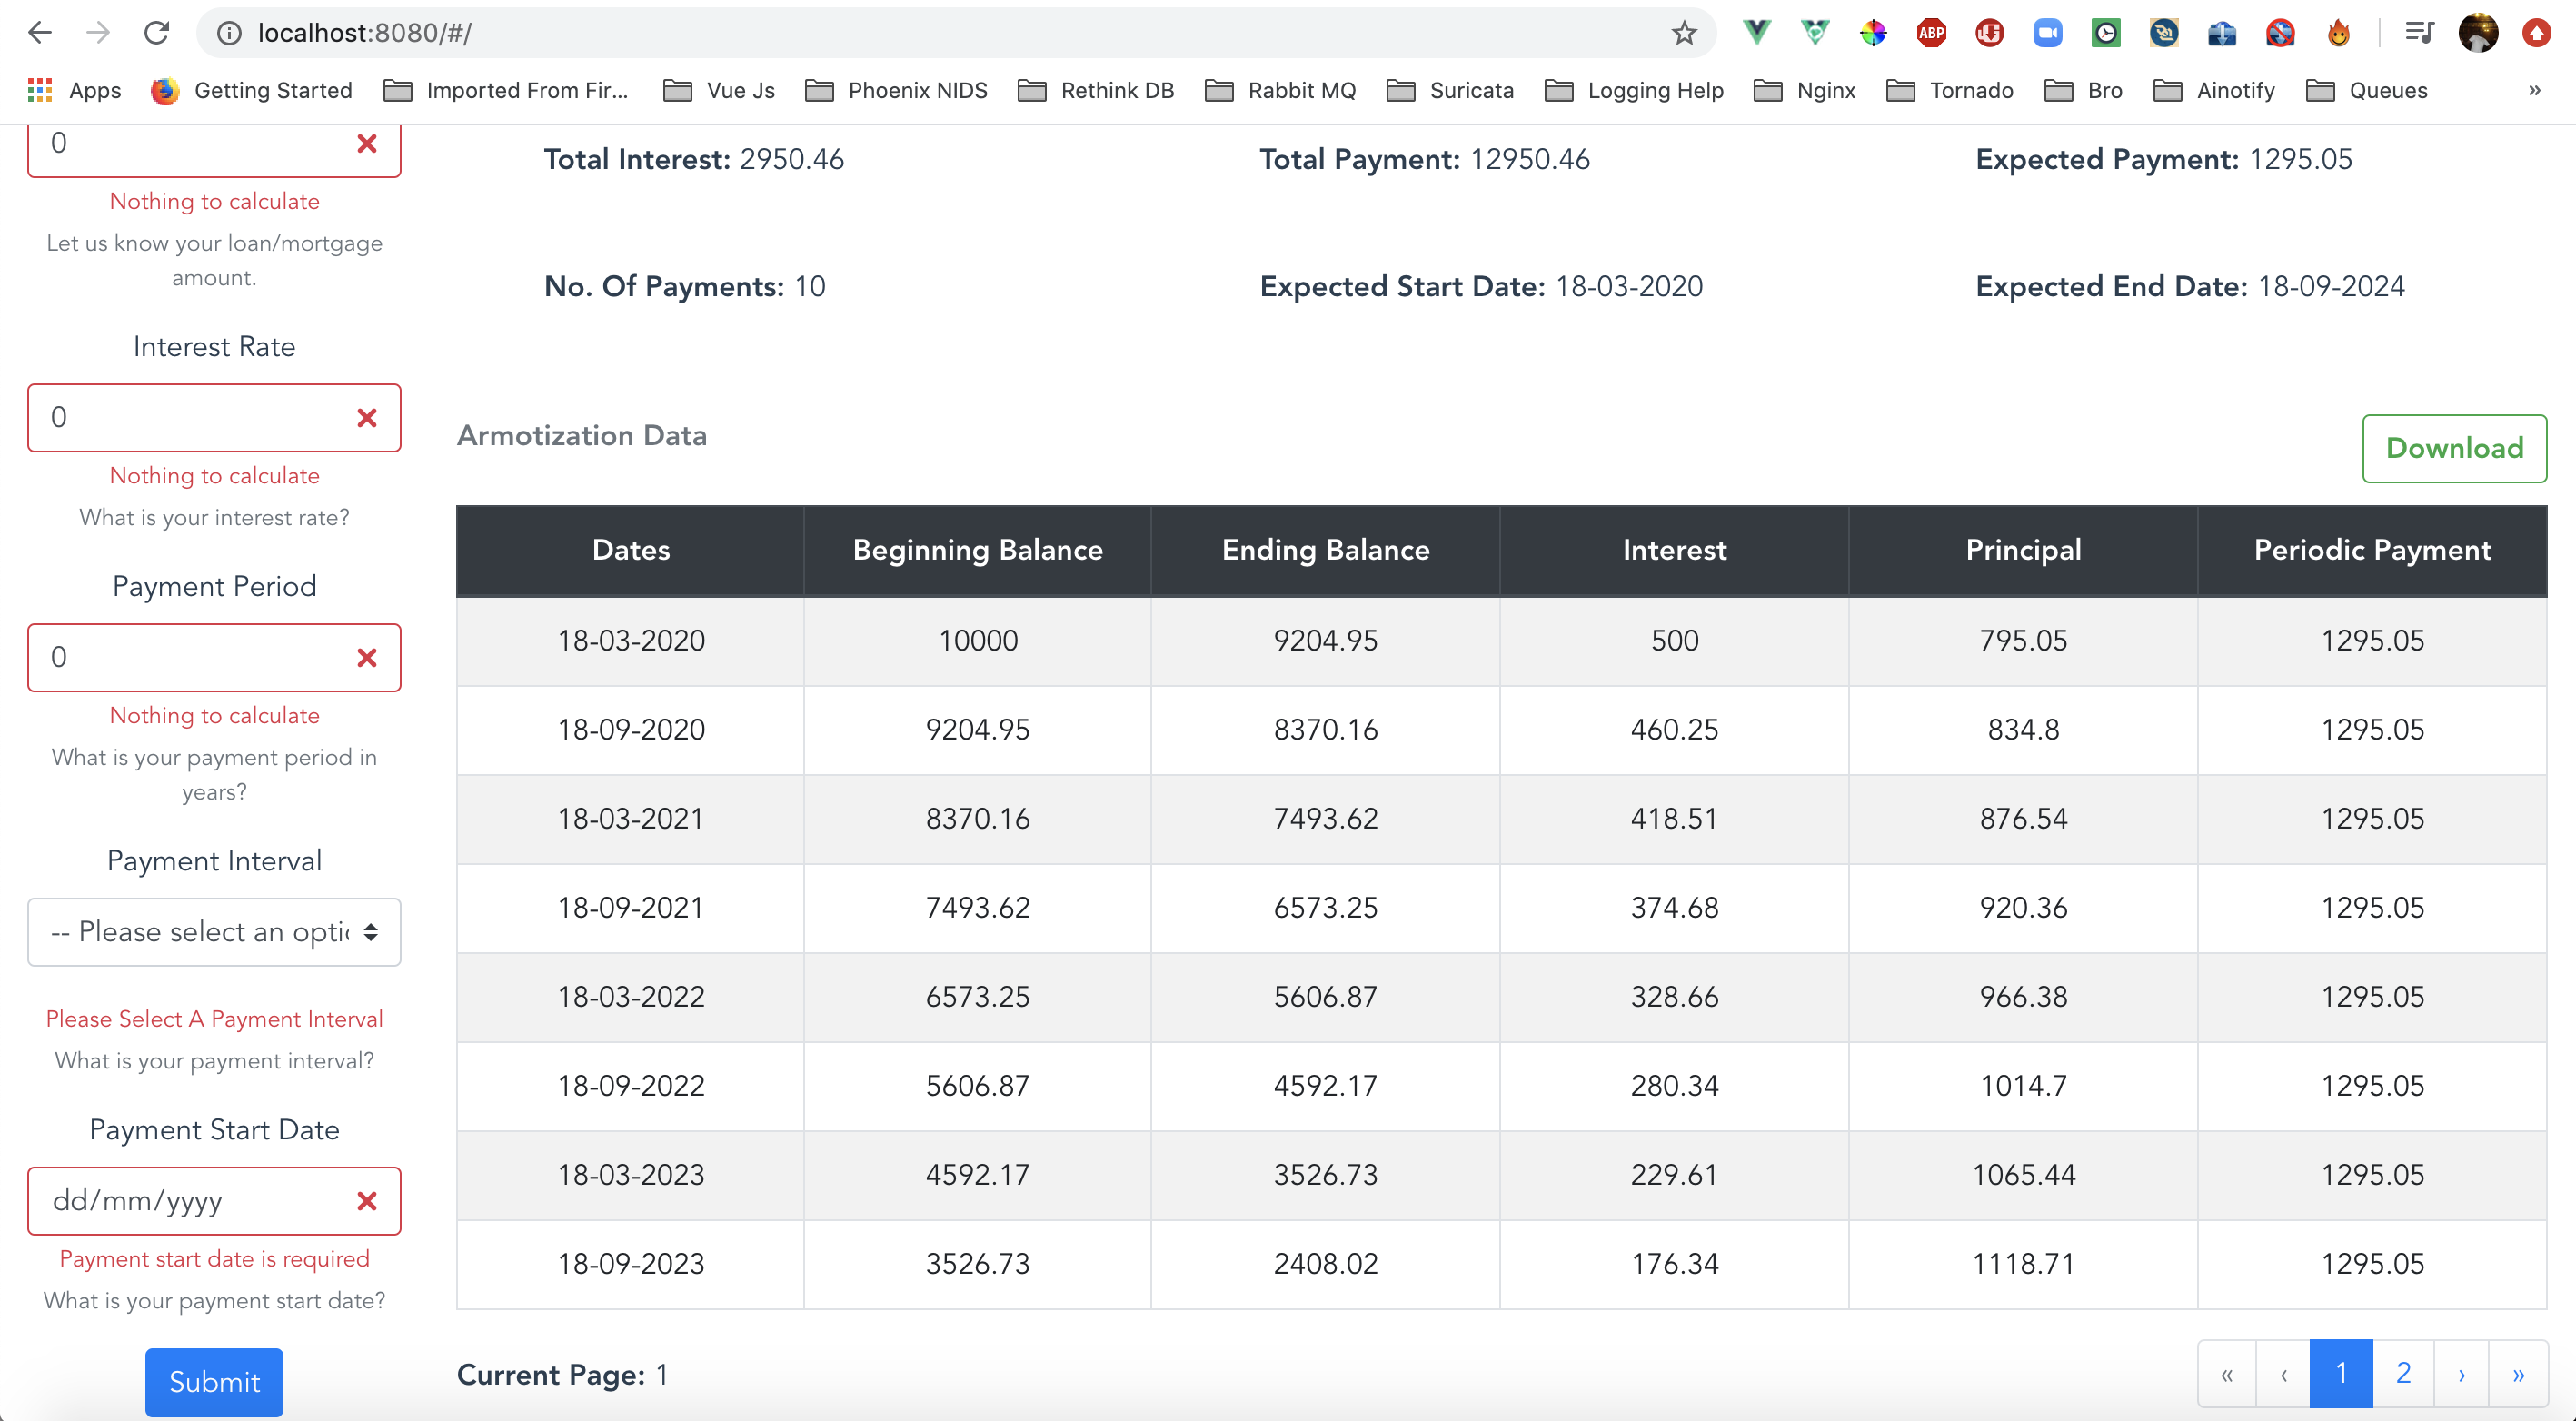 localhost:8080/#/
ABP
Apps Getting Started Imported From Fir... Vue Js Phoenix NIDS Rethink DB Rabbit MQ Suricata Logging Help Nginx Tornado Bro Ainotify Queues »
0
Nothing to calculate
Let us know your loan/mortgage
amount.
Interest Rate
0
Nothing to calculate
What is your interest rate?
Payment Period
0
Nothing to calculate
What is your payment period in
years?
Payment Interval
-- Please select an optio
Please Select A Payment Interval
What is your payment interval?
Payment Start Date
dd/mm/yyyy
Payment start date is required
What is your payment start date?
Submit
Total Interest: 2950.46 Total Payment: 12950.46 Expected Payment: 1295.05
No. Of Payments: 10 Expected Start Date: 18-03-2020 Expected End Date: 18-09-2024
Armotization Data
Download
Dates Beginning Balance Ending Balance Interest Principal Periodic Payment
18-03-2020 10000 9204.95 500 795.05 1295.05
18-09-2020 9204.95 8370.16 460.25 834.8 1295.05
18-03-2021 8370.16 7493.62 418.51 876.54 1295.05
18-09-2021 7493.62 6573.25 374.68 920.36 1295.05
18-03-2022 6573.25 5606.87 328.66 966.38 1295.05
18-09-2022 5606.87 4592.17 280.34 1014.7 1295.05
18-03-2023 4592.17 3526.73 229.61 1065.44 1295.05
18-09-2023 3526.73 2408.02 176.34 1118.71 1295.05
Current Page: 1
« ‹ 1 2 › »